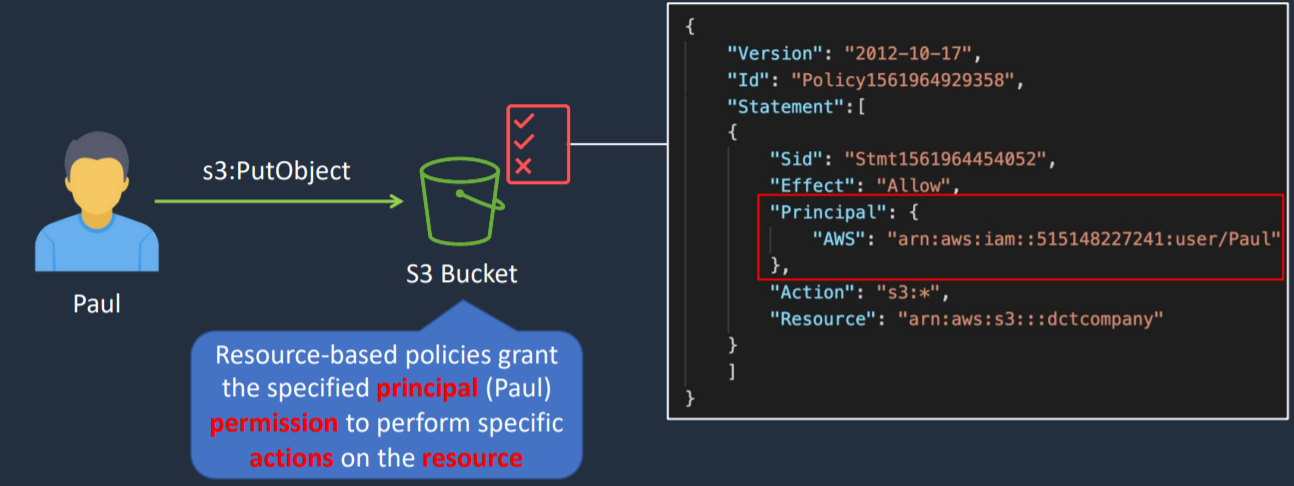 s3:PutObject
Paul
S3 Bucket
Resource-based policies grant
the specified principal (Paul)
permission to perform specific
actions on the resource
{
"Version": "2012-10-17",
"Id": "Policy1561964929358",
"Statement":[
{
"Sid": "Stmt1561964454052",
"Effect": "Allow",
"Principal": {
"AWS": "arn:aws:iam::515148227241:user/Paul"
},
"Action": "s3:*",
"Resource": "arn:aws:s3:::dctcompany"
}
]
}